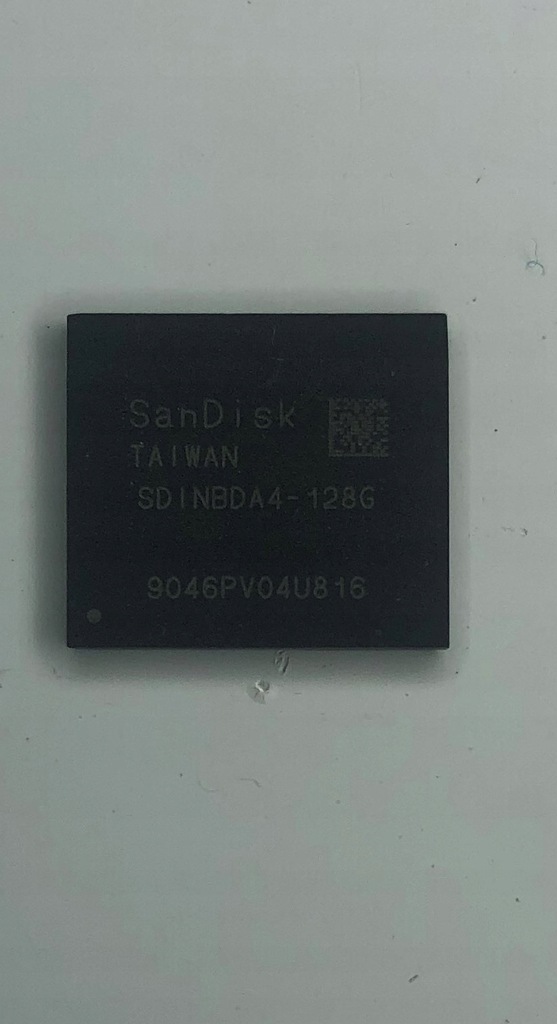 SanDisk
TAIWAN
SDINBDA4-128G
9046PV04U816